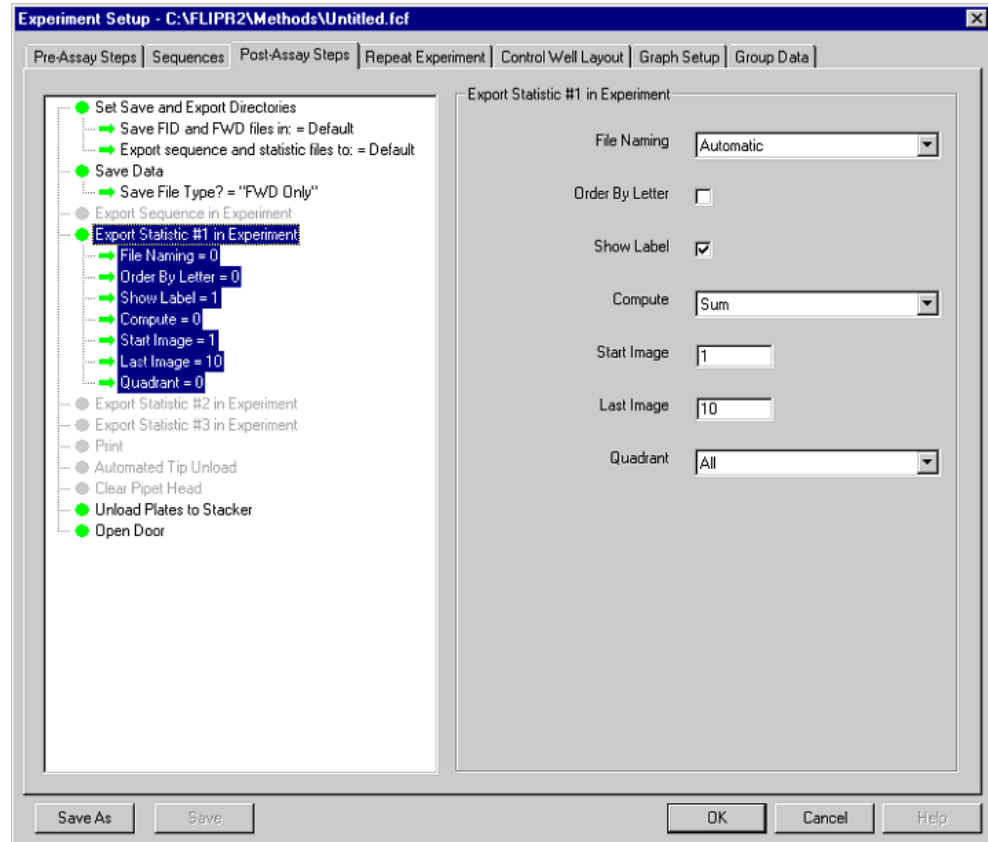 Experiment Setup - C:\FLIPR2\Methods\Untitled.fcf
Pre-Assay Steps Sequences Post-Assay Steps Repeat Experiment Control Well Layout Graph Setup Group Data
Set Save and Export Directories
Save FID and FWD files in: = Default
Export sequence and statistic files to: = Default
Save Data
Save File Type? = "FWD Only"
Export Sequence in Experiment
Export Statistic #1 in Experiment
File Naming = 0
Order By Letter = 0
Show Label = 1
Compute = 0
Start Image = 1
Last Image = 10
Quadrant = 0
Export Statistic #2 in Experiment
Export Statistic #3 in Experiment
Print
Automated Tip Unload
Clear Pipet Head
Unload Plates to Stacker
Open Door
Export Statistic #1 in Experiment
File Naming Automatic
Order By Letter
Show Label
Compute Sum
Start Image 1
Last Image 10
Quadrant All
Save As Save OK Cancel Help